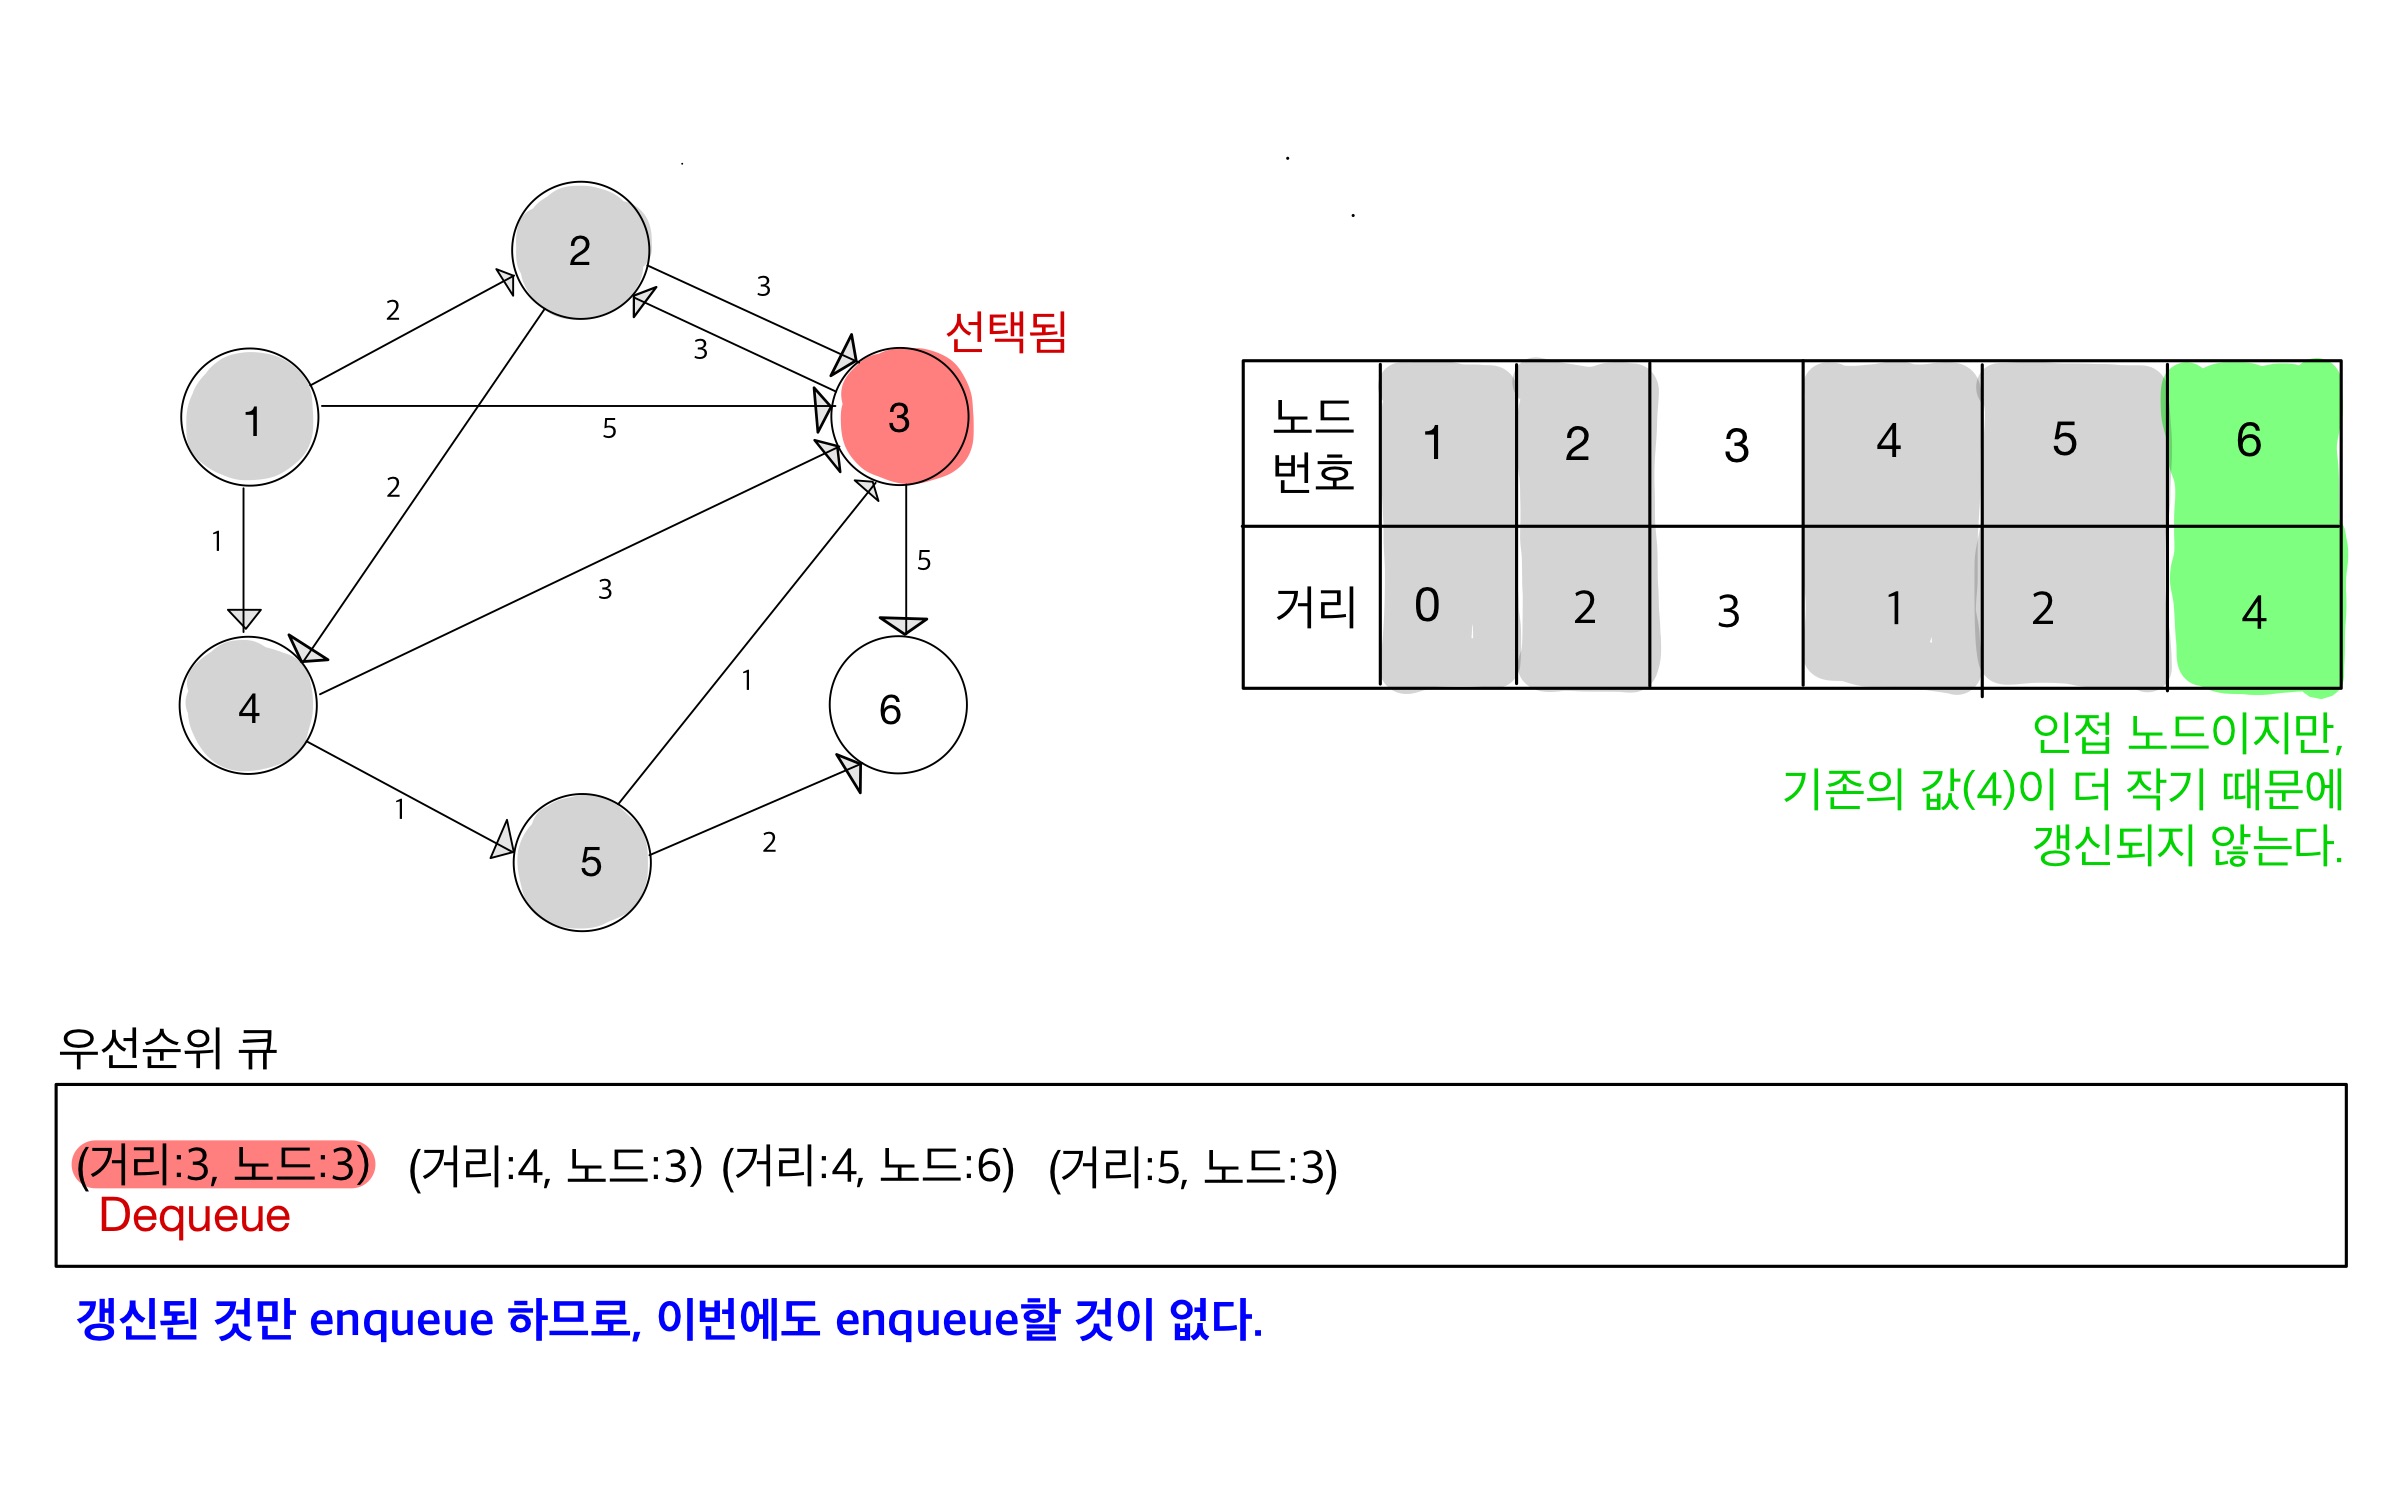 2
3
2
3
선택됨
1
5
3
2
1
3
5
4
1
6
1
5
2
노드
번호
1 2 3 4 5 6
거리 0 2 3 1 2 4
인접 노드이지만,
기존의 값(4)이 더 작기 때문에
갱신되지 않는다.
우선순위 큐
(거리:3, 노드:3) (거리:4, 노드:3) (거리:4, 노드:6) (거리:5, 노드:3)
Dequeue
갱신된 것만 enqueue 하므로, 이번에도 enqueue할 것이 없다.